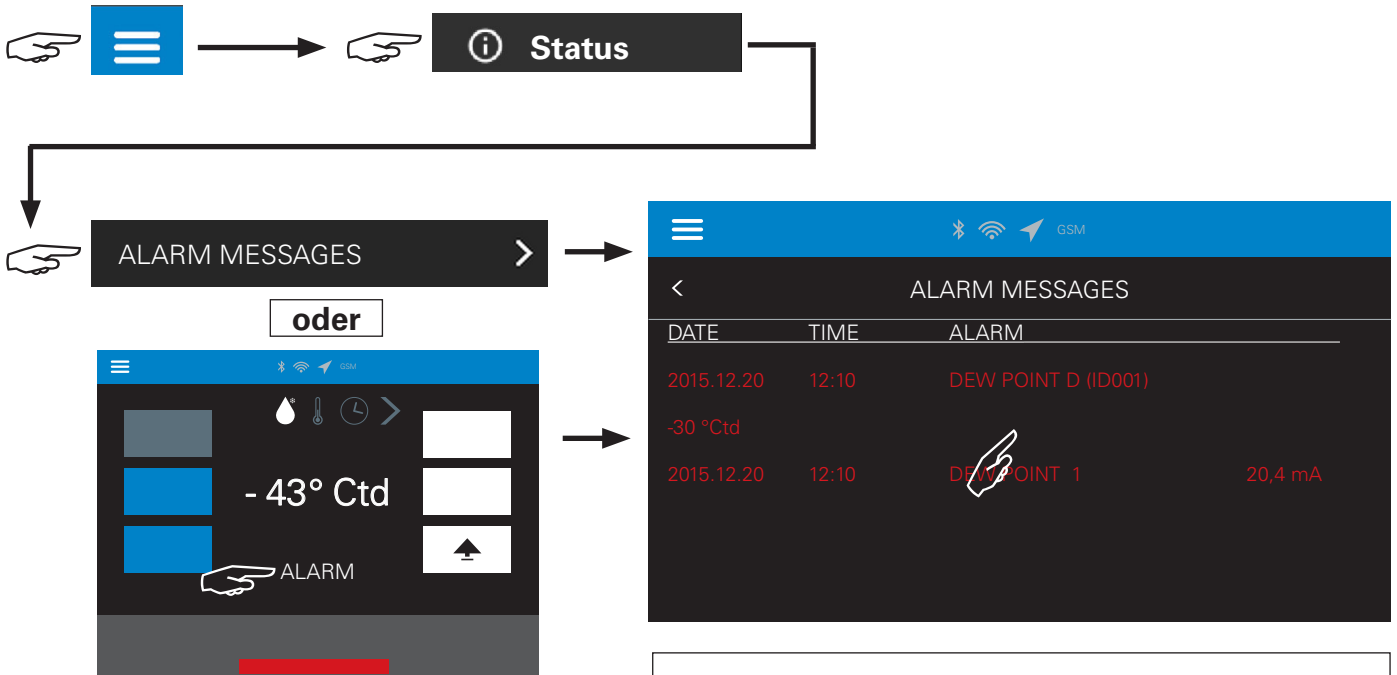 Status
ALARM MESSAGES
oder
GSM
- 43° Ctd
ALARM
GSM
< ALARM MESSAGES
DATE TIME ALARM
2015.12.20 12:10 DEW POINT D (ID001)
-30 °Ctd
2015.12.20 12:10 DEW POINT 1 20,4 mA